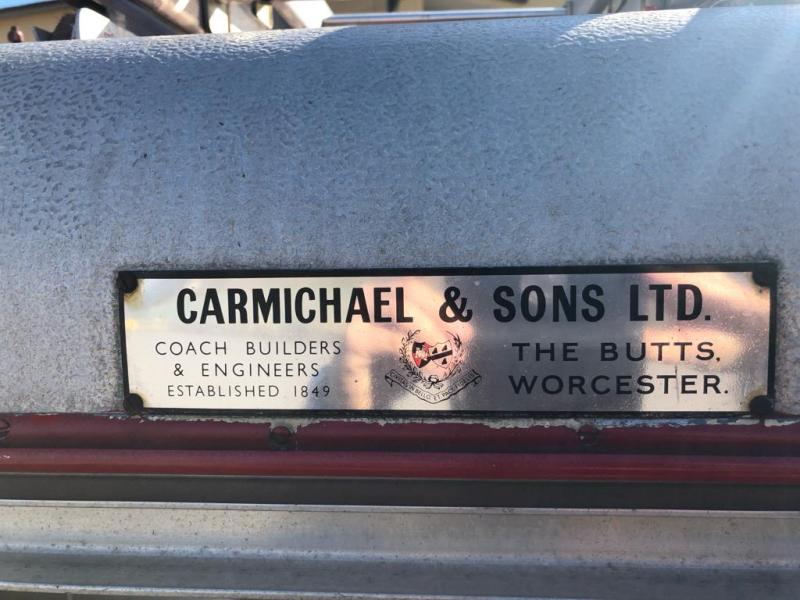 CARMICHAEL & SONS LTD.
COACH BUILDERS
& ENGINEERS
ESTABLISHED 1849
THE BUTTS,
WORCESTER.